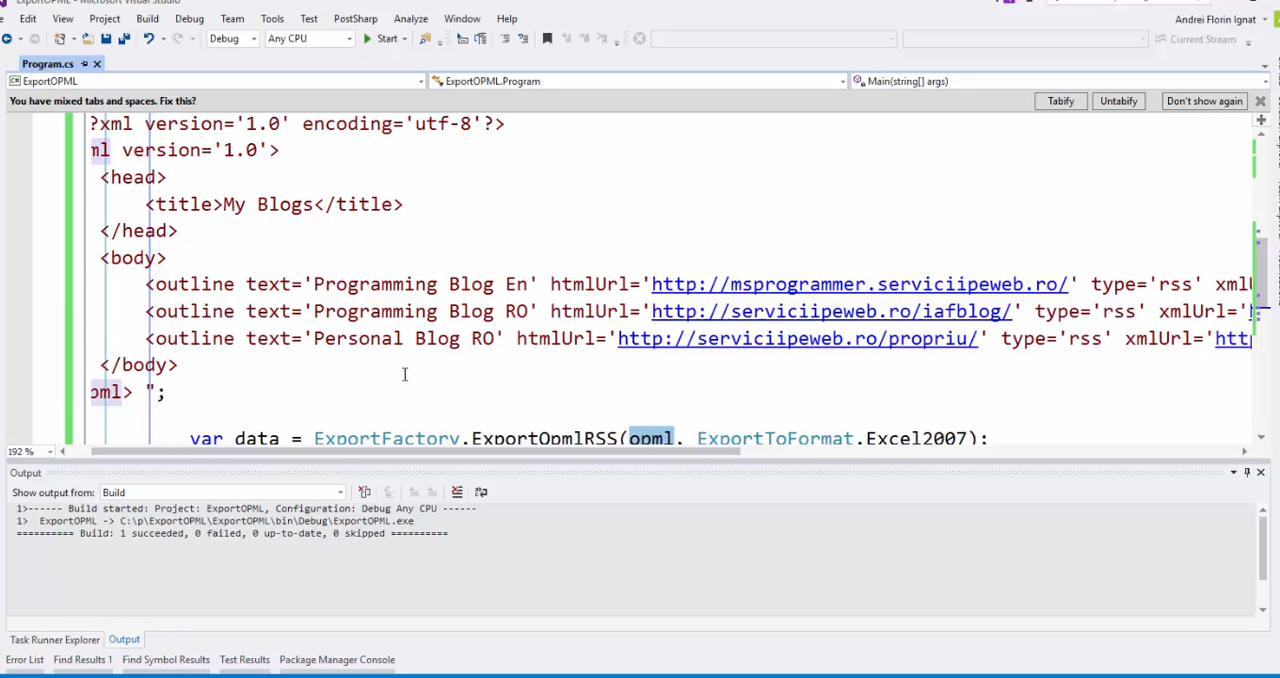 ExportOPML - Microsoft Visual Studio
Edit View Project Build Debug Team Tools Test PostSharp Analyze Window Help Andrei Florin Ignat
Debug Any CPU Start Current Stream
Program.cs
ExportOPML ExportOPML.Program Main(string[] args)
You have mixed tabs and spaces. Fix this? Tabify Untabify Don't show again
?xml version='1.0' encoding='utf-8'?>
ml version='1.0'>
<head>
<title>My Blogs</title>
</head>
<body>
<outline text='Programming Blog En' htmlUrl='http://msprogrammer.serviciipeweb.ro/' type='rss' xmlU
<outline text='Programming Blog RO' htmlUrl='http://serviciipeweb.ro/iafblog/' type='rss' xmlUrl='
<outline text='Personal Blog RO' htmlUrl='http://serviciipeweb.ro/propriu/' type='rss' xmlUrl='http
</body>
pml> ";
var data = ExportFactory.ExportOpmlRSS(opml, ExportToFormat.Excel2007);
192 %
Output
Show output from: Build
1>------ Build started: Project: ExportOPML, Configuration: Debug Any CPU ------
1> ExportOPML -> C:\p\ExportOPML\ExportOPML\bin\Debug\ExportOPML.exe
========== Build: 1 succeeded, 0 failed, 0 up-to-date, 0 skipped ==========
Task Runner Explorer Output
Error List Find Results 1 Find Symbol Results Test Results Package Manager Console